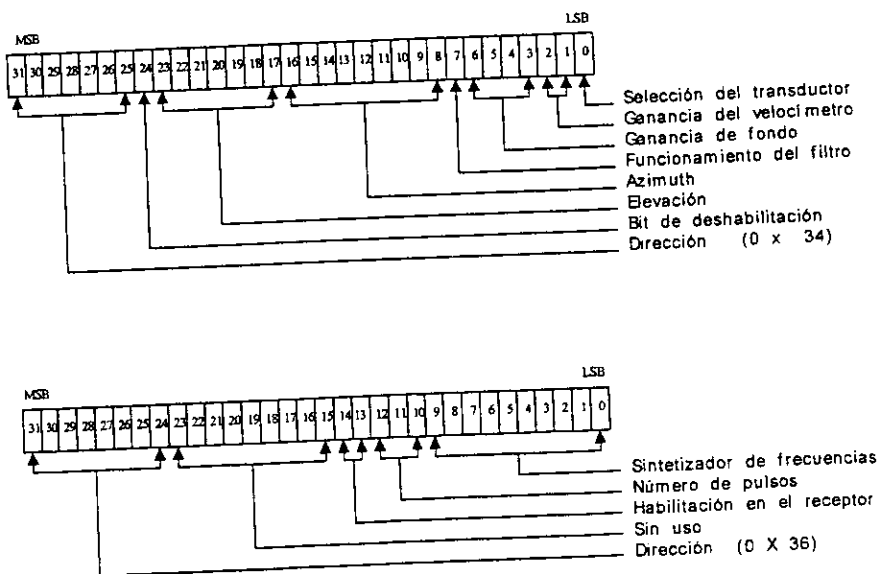 MSB LSB
31 30 29 28 27 26 25 24 23 22 21 20 19 18 17 16 15 14 13 12 11 10 9 8 7 6 5 4 3 2 1 0
Selección del transductor
Ganancia del velocímetro
Ganancia de fondo
Funcionamiento del filtro
Azimuth
Elevación
Bit de deshabilitación
Dirección (0 x 34)
MSB LSB
31 30 29 28 27 26 25 24 23 22 21 20 19 18 17 16 15 14 13 12 11 10 9 8 7 6 5 4 3 2 1 0
Sintetizador de frecuencias
Número de pulsos
Habilitación en el receptor
Sin uso
Dirección (0 X 36)